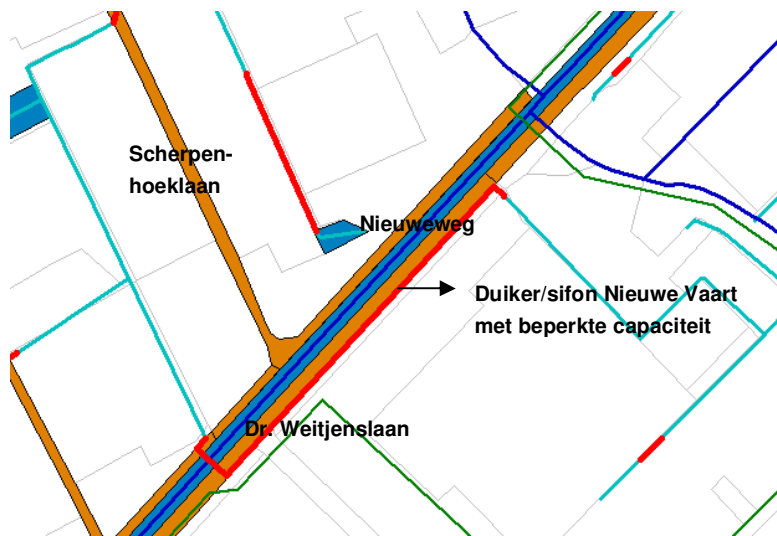 Scherpen-
hoeklaan
Nieuweweg
Duiker/sifon Nieuwe Vaart
met beperkte capaciteit
Dr. Weitjenslaan